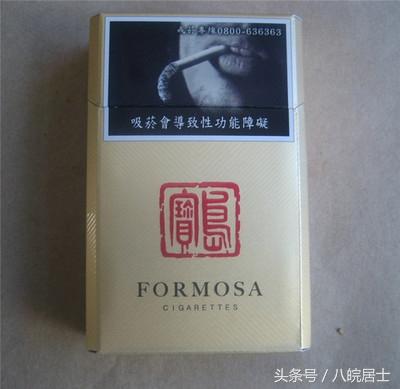 戒菸專線0800-636363
吸菸會導致性功能障礙
寶島
FORMOSA
CIGARETTES
头条号 / 八皖居士